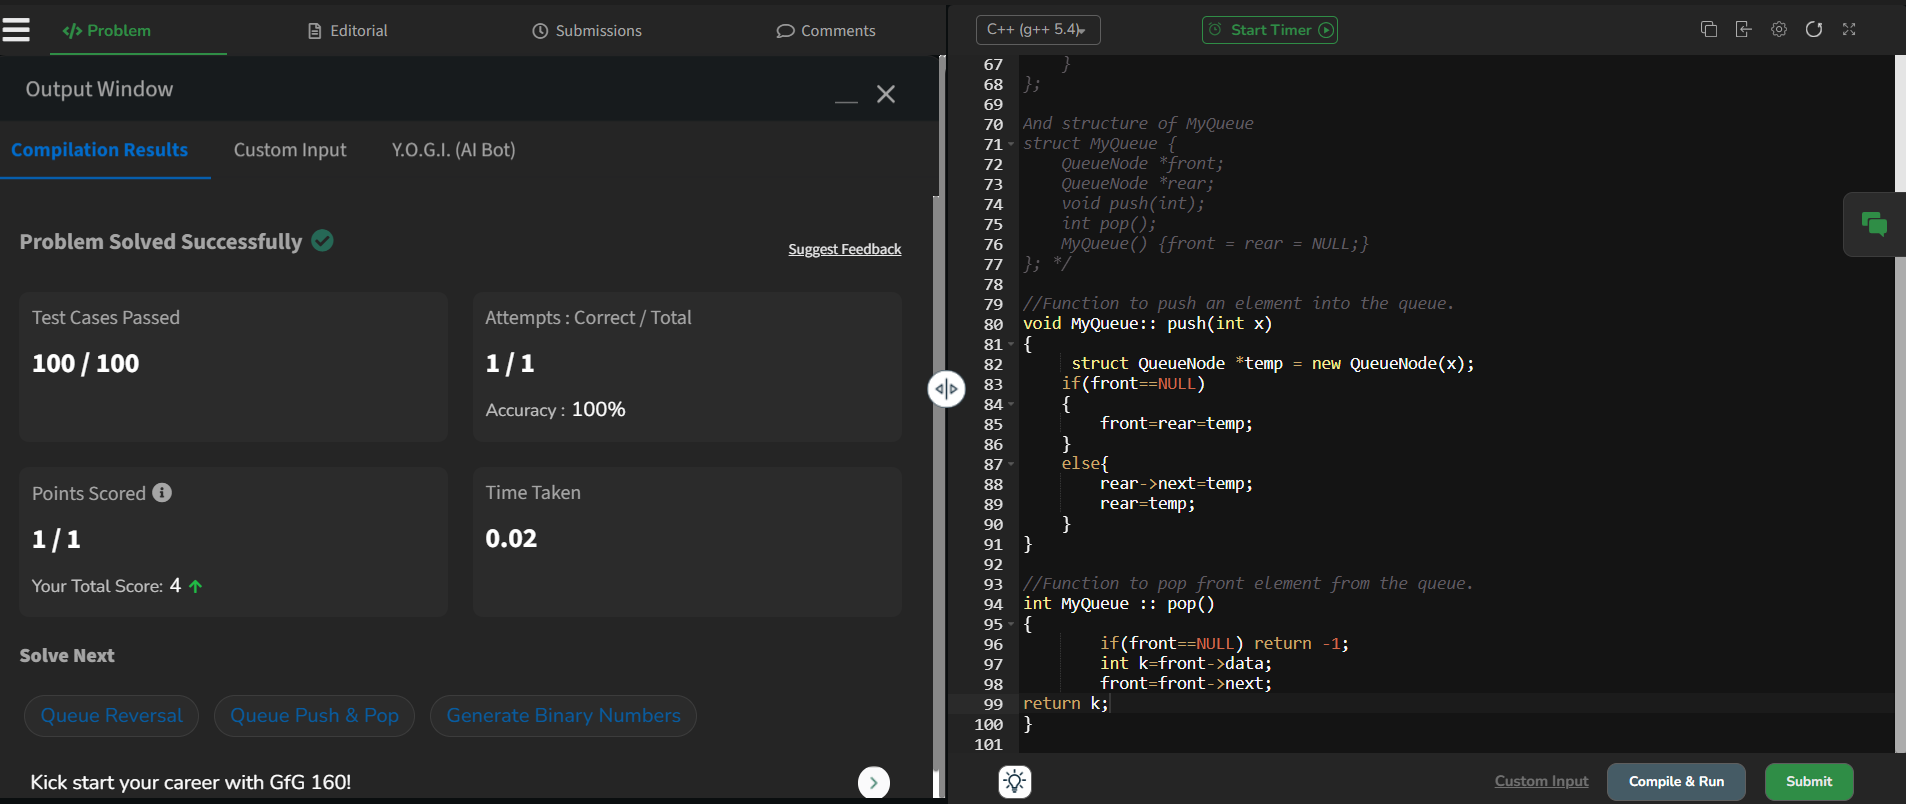 </> Problem
Editorial
Submissions
Comments
Output Window
Compilation Results
Custom Input
Y.O.G.I. (AI Bot)
Problem Solved Successfully
Suggest Feedback
Test Cases Passed
100 / 100
Attempts : Correct / Total
1 / 1
Accuracy : 100%
Points Scored
1 / 1
Your Total Score: 4
Time Taken
0.02
Solve Next
Queue Reversal
Queue Push & Pop
Generate Binary Numbers
Kick start your career with GfG 160!
C++ (g++ 5.4)
Start Timer
67     }
68 };
69
70 And structure of MyQueue
71 struct MyQueue {
72     QueueNode *front;
73     QueueNode *rear;
74     void push(int);
75     int pop();
76     MyQueue() {front = rear = NULL;}
77 }; */
78
79 //Function to push an element into the queue.
80 void MyQueue:: push(int x)
81 {
82      struct QueueNode *temp = new QueueNode(x);
83     if(front==NULL)
84     {
85         front=rear=temp;
86     }
87     else{
88         rear->next=temp;
89         rear=temp;
90     }
91 }
92
93 //Function to pop front element from the queue.
94 int MyQueue :: pop()
95 {
96         if(front==NULL) return -1;
97         int k=front->data;
98         front=front->next;
99 return k;
100 }
101
Custom Input
Compile & Run
Submit